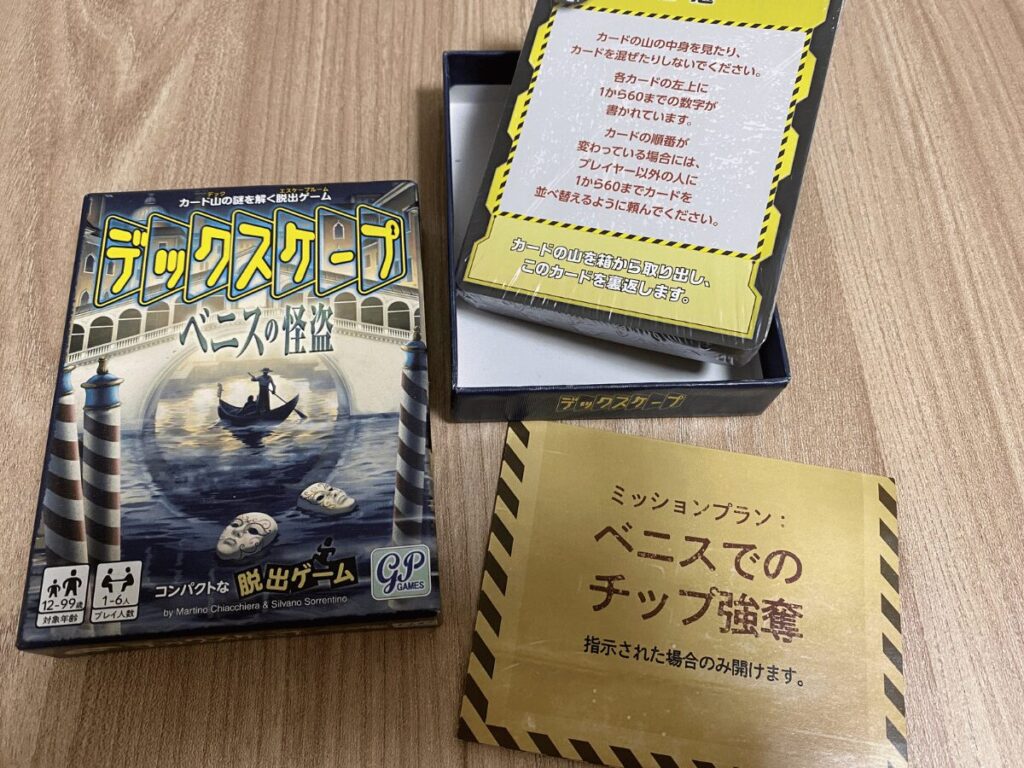 デック エスケープルーム
カード山の謎を解く脱出ゲーム
デックスケープ
ベニスの怪盗
コンパクトな 脱出ゲーム
by Martino Chiacchiera & Silvano Sorrentino
12-99歳
対象年齢
1-6人
プレイ人数
GP
GAMES
カードの山の中身を見たり、
カードを混ぜたりしないでください。
各カードの左上に
1から60までの数字が
書かれています。
カードの順番が
変わっている場合には、
プレイヤー以外の人に
1から60までカードを
並べ替えるように頼んでください。
カードの山を箱から取り出し、
このカードを裏返します。
デックスケープ
ミッションプラン：
ベニスでの
チップ強奪
指示された場合のみ開けます。